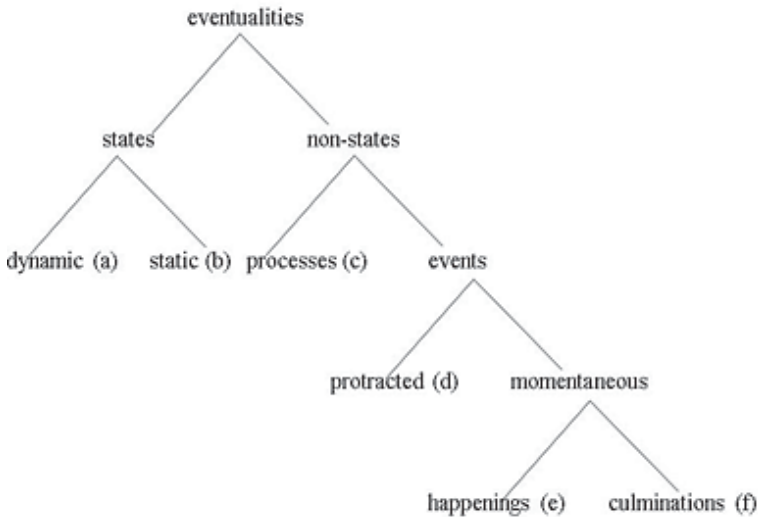 eventualities
states non-states
dynamic (a) static (b) processes (c) events
protracted (d) momentaneous
happenings (e) culminations (f)